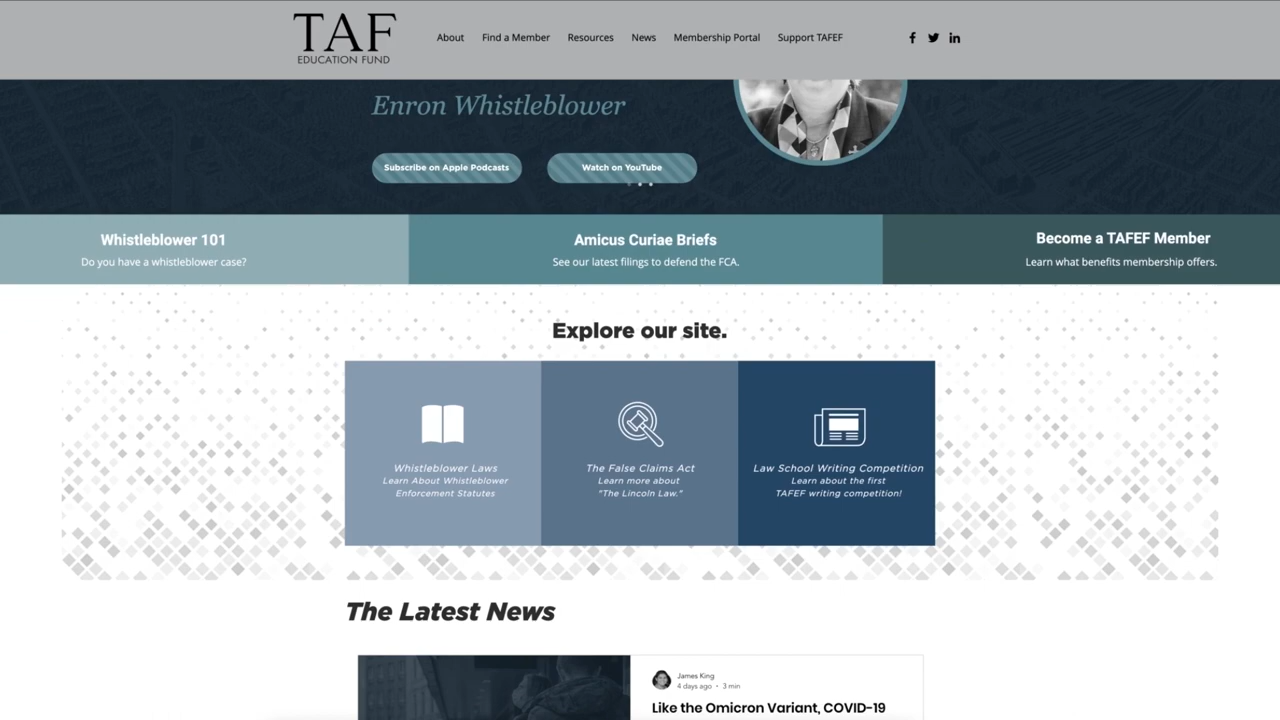 TAF
EDUCATION FUND
About
Find a Member
Resources
News
Membership Portal
Support TAFEF
Enron Whistleblower
Subscribe on Apple Podcasts
Watch on YouTube
Whistleblower 101
Do you have a whistleblower case?
Amicus Curiae Briefs
See our latest filings to defend the FCA.
Become a TAFEF Member
Learn what benefits membership offers.
Explore our site.
Whistleblower Laws
Learn About Whistleblower
Enforcement Statutes
The False Claims Act
Learn more about
"The Lincoln Law."
Law School Writing Competition
Learn about the first
TAFEF writing competition!
The Latest News
James King
4 days ago • 3 min
Like the Omicron Variant, COVID-19